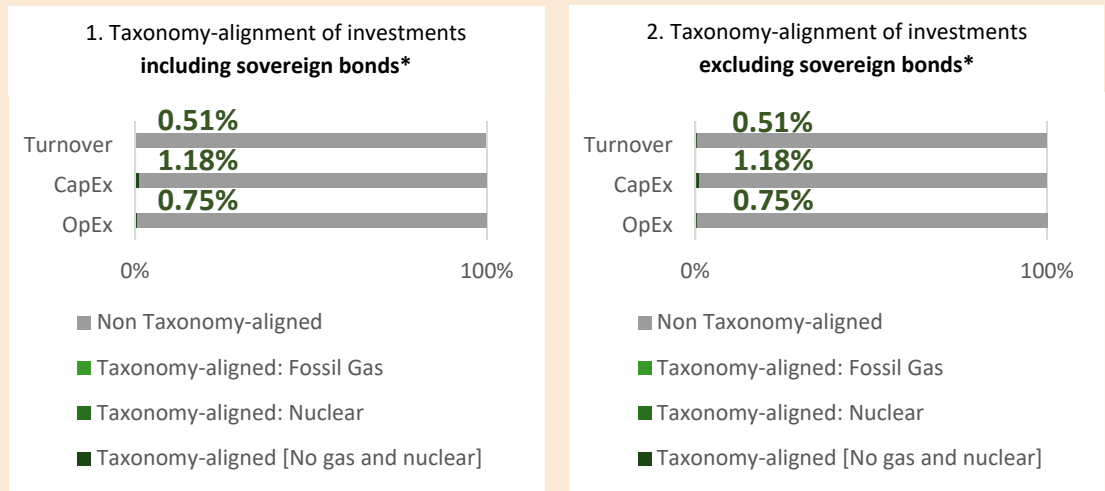 1. Taxonomy-alignment of investments
including sovereign bonds*
0.51%
Turnover
1.18%
CapEx
0.75%
OpEx
0%
100%
Non Taxonomy-aligned
Taxonomy-aligned: Fossil Gas
Taxonomy-aligned: Nuclear
Taxonomy-aligned [No gas and nuclear]
2. Taxonomy-alignment of investments
excluding sovereign bonds*
0.51%
Turnover
1.18%
CapEx
0.75%
OpEx
0%
100%
Non Taxonomy-aligned
Taxonomy-aligned: Fossil Gas
Taxonomy-aligned: Nuclear
Taxonomy-aligned [No gas and nuclear]